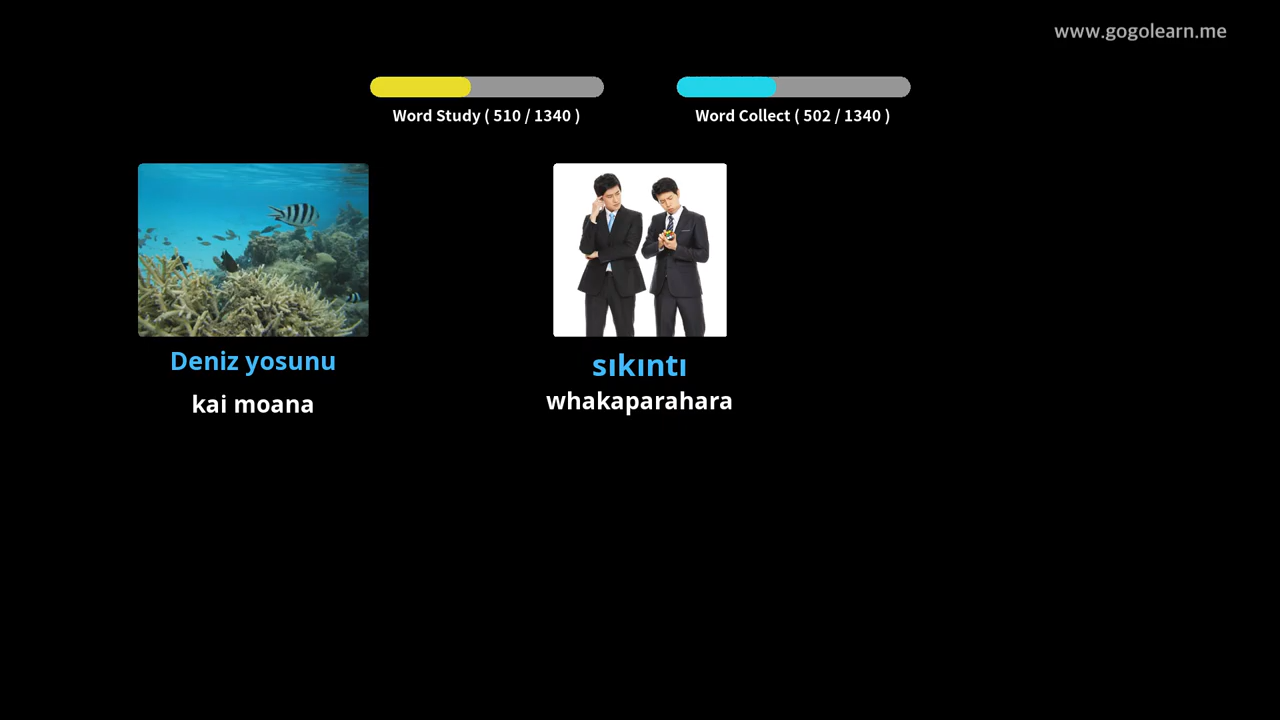 www.gogolearn.me
Word Study ( 510 / 1340 )
Word Collect ( 502 / 1340 )
Deniz yosunu
kai moana
sıkıntı
whakaparahara